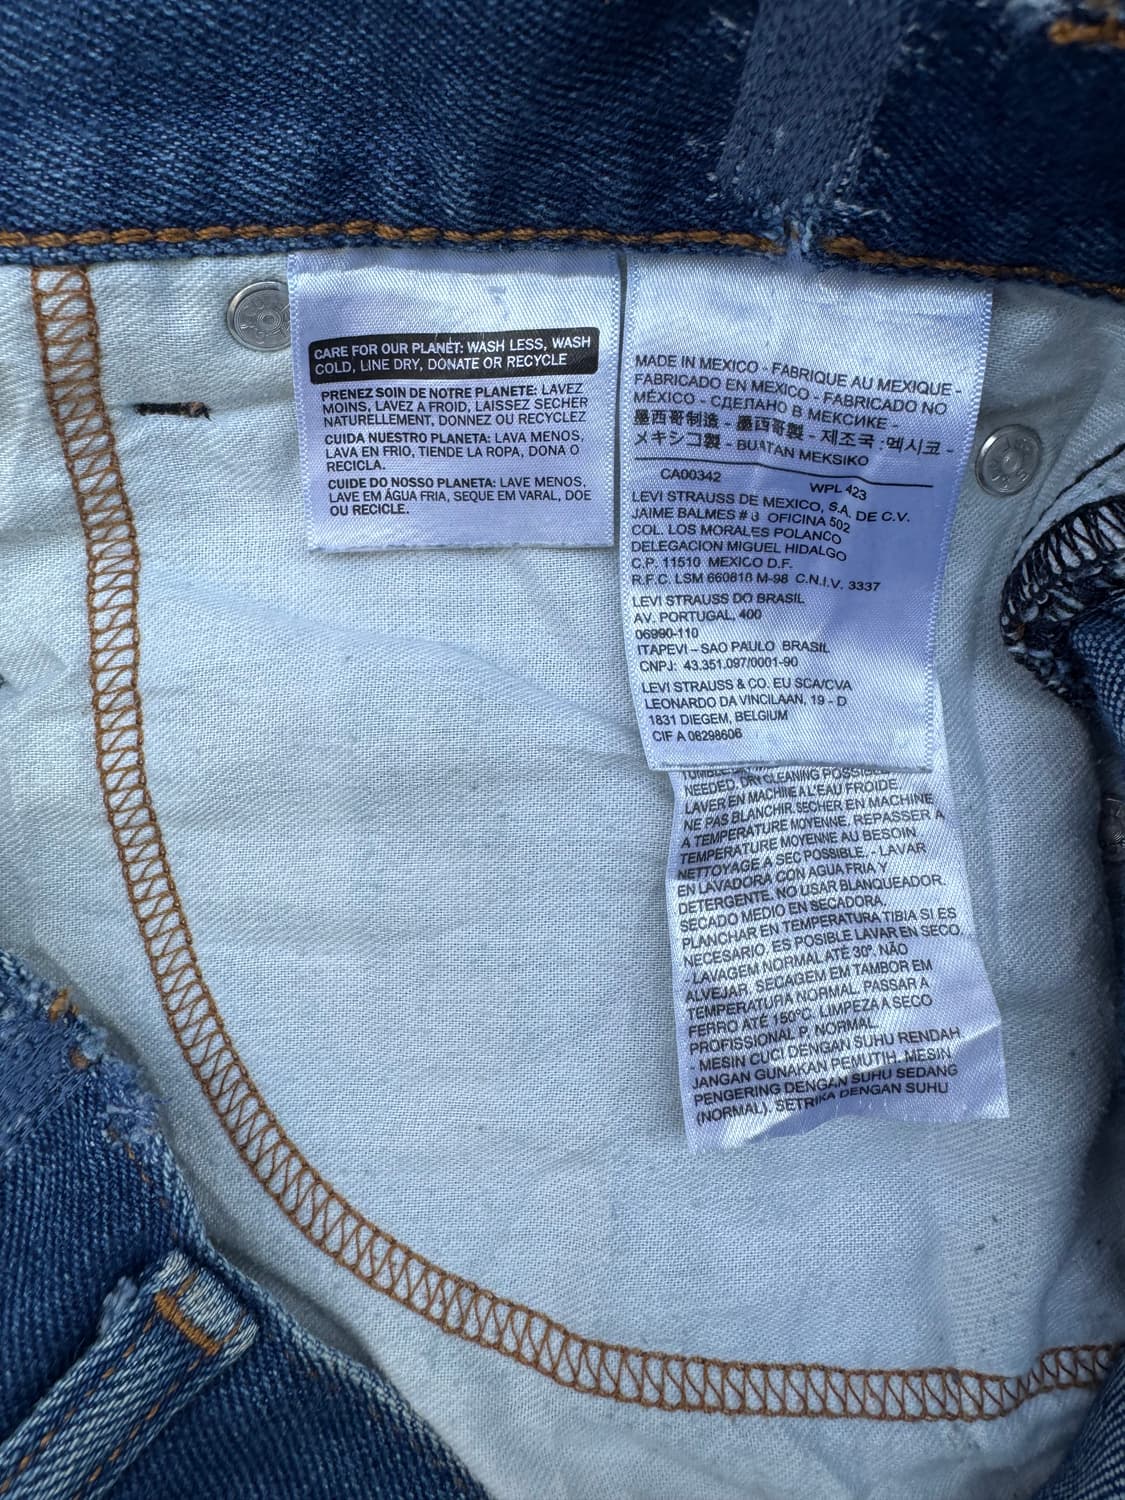 CARE FOR OUR PLANET: WASH LESS, WASH
COLD, LINE DRY, DONATE OR RECYCLE
PRENEZ SOIN DE NOTRE PLANETE: LAVEZ
MOINS, LAVEZ A FROID, LAISSEZ SECHER
NATURELLEMENT, DONNEZ OU RECYCLEZ
CUIDA NUESTRO PLANETA: LAVA MENOS,
LAVA EN FRIO, TIENDE LA ROPA, DONA O
RECICLA.
CUIDE DO NOSSO PLANETA: LAVE MENOS,
LAVE EM ÁGUA FRIA, SEQUE EM VARAL, DOE
OU RECICLE.
MADE IN MEXICO - FABRIQUE AU MEXIQUE -
FABRICADO EN MEXICO - FABRICADO NO
MÉXICO - СДЕЛАНО В МЕКСИКЕ -
墨西哥制造 - 墨西哥製 - 제조국 :멕시코 -
メキシコ製 - BUATAN MEKSIKO
CA00342 WPL 423
LEVI STRAUSS DE MEXICO, S.A. DE C.V.
JAIME BALMES # 8 OFICINA 502
COL. LOS MORALES POLANCO
DELEGACION MIGUEL HIDALGO
C.P. 11510 MEXICO D.F.
R.F.C. LSM 660818 M-98 C.N.I.V. 3337
LEVI STRAUSS DO BRASIL
AV. PORTUGAL, 400
06990-110
ITAPEVI – SAO PAULO BRASIL
CNPJ: 43.351.097/0001-90
LEVI STRAUSS & CO. EU SCA/CVA
LEONARDO DA VINCILAAN, 19 - D
1831 DIEGEM, BELGIUM
CIF A 08298606
NEEDED, DRY CLEANING POSSIBLE.
LAVER EN MACHINE A L'EAU FROIDE.
NE PAS BLANCHIR. SECHER EN MACHINE
A TEMPERATURE MOYENNE. REPASSER A
TEMPERATURE MOYENNE AU BESOIN
NETTOYAGE A SEC POSSIBLE. - LAVAR
EN LAVADORA CON AGUA FRIA Y
DETERGENTE. NO USAR BLANQUEADOR.
SECADO MEDIO EN SECADORA.
PLANCHAR EN TEMPERATURA TIBIA SI ES
NECESARIO. ES POSIBLE LAVAR EN SECO.
- LAVAGEM NORMAL ATÉ 30º. NÃO
ALVEJAR. SECAGEM EM TAMBOR EM
TEMPERATURA NORMAL. PASSAR A
FERRO ATÉ 150ºC. LIMPEZA A SECO
PROFISSIONAL P. NORMAL.
- MESIN CUCI DENGAN SUHU RENDAH
JANGAN GUNAKAN PEMUTIH. MESIN
PENGERING DENGAN SUHU SEDANG
(NORMAL). SETRIKA DENGAN SUHU